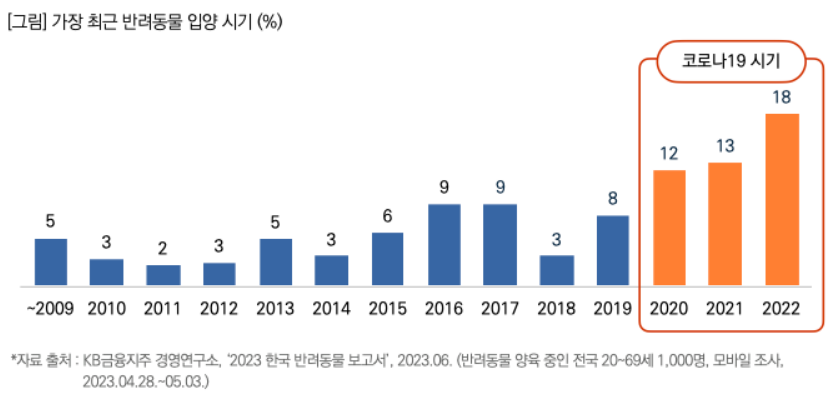 [그림] 가장 최근 반려동물 입양 시기 (%)
코로나19 시기
5 3 2 3 5 3 6 9 9 3 8 12 13 18
~2009 2010 2011 2012 2013 2014 2015 2016 2017 2018 2019 2020 2021 2022
*자료 출처 : KB금융지주 경영연구소, ‘2023 한국 반려동물 보고서’, 2023.06. (반려동물 양육 중인 전국 20~69세 1,000명, 모바일 조사,
2023.04.28.~05.03.)